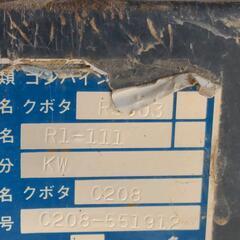 類 コンバイン
名 クボタ R
名 R1-111
分 KW
名 クボタ C208
号 C208-551912